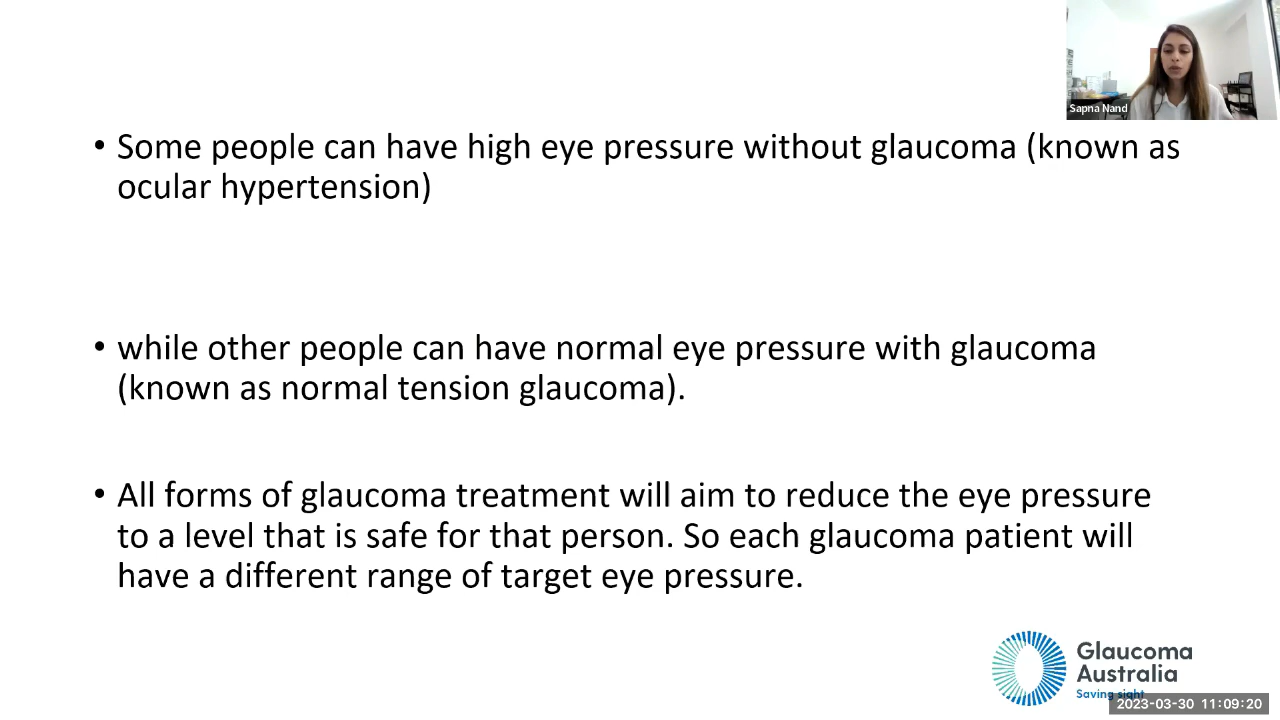 Sapna Nand
• Some people can have high eye pressure without glaucoma (known as
ocular hypertension)
• while other people can have normal eye pressure with glaucoma
(known as normal tension glaucoma).
• All forms of glaucoma treatment will aim to reduce the eye pressure
to a level that is safe for that person. So each glaucoma patient will
have a different range of target eye pressure.
Glaucoma
Australia
Saving sight
2023-03-30 11:09:20